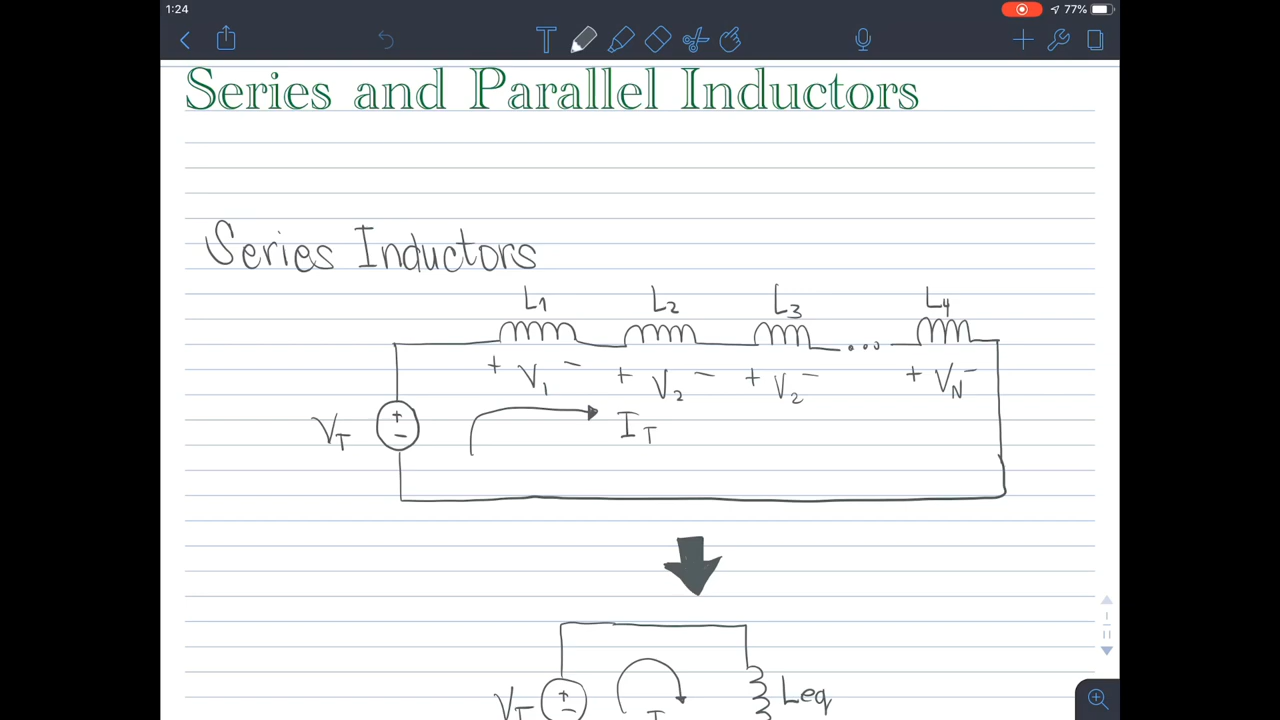 1:24
77%
Series and Parallel Inductors
Series Inductors
L1 L2 L3 L4
+ V1 − + V2 − + V2 − + VN −
VT + − IT
VT + − I Leq